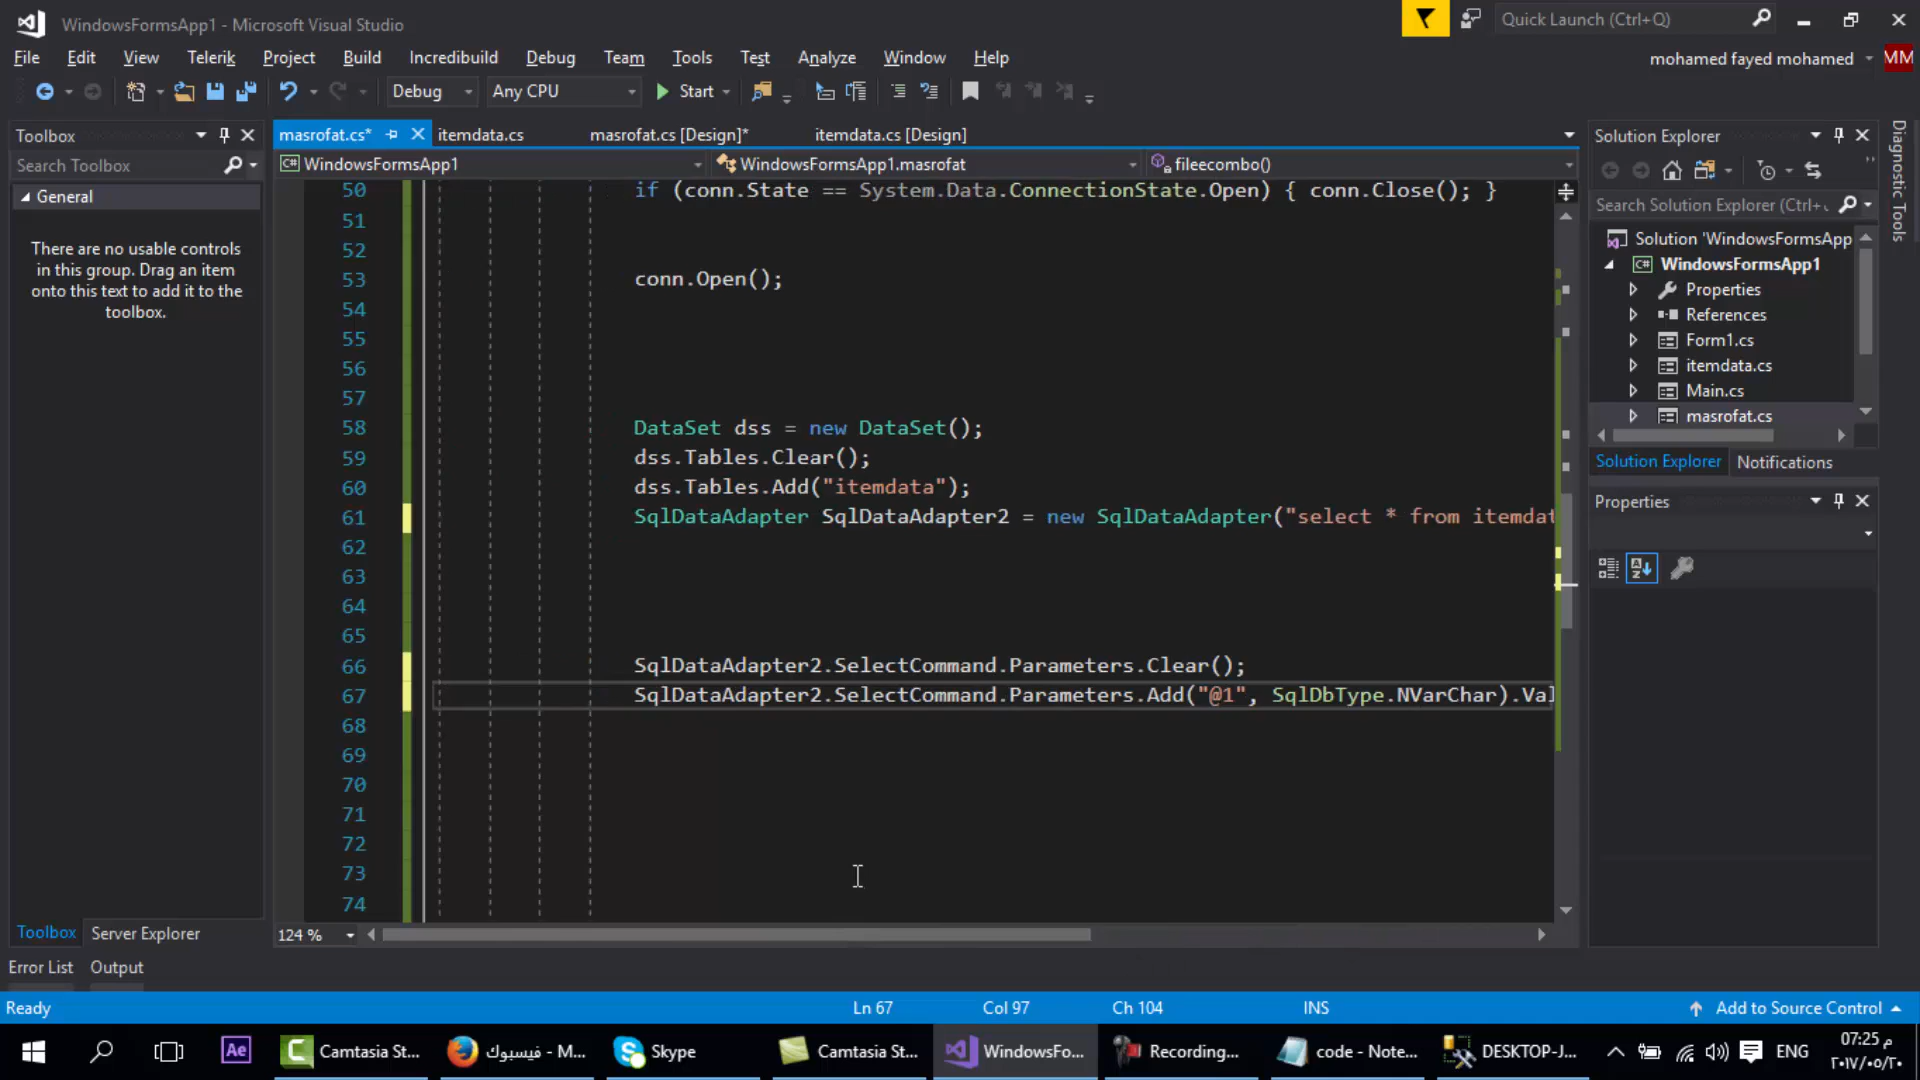 WindowsFormsApp1 - Microsoft Visual Studio
Quick Launch (Ctrl+Q)
File Edit View Telerik Project Build Incredibuild Debug Team Tools Test Analyze Window Help
mohamed fayed mohamed MM
Debug Any CPU Start
Toolbox
Search Toolbox
General
There are no usable controls
in this group. Drag an item
onto this text to add it to the
toolbox.
masrofat.cs* itemdata.cs masrofat.cs [Design]* itemdata.cs [Design]
C# WindowsFormsApp1 WindowsFormsApp1.masrofat fileecombo()
50 if (conn.State == System.Data.ConnectionState.Open) { conn.Close(); }
51
52
53 conn.Open();
54
55
56
57
58 DataSet dss = new DataSet();
59 dss.Tables.Clear();
60 dss.Tables.Add("itemdata");
61 SqlDataAdapter SqlDataAdapter2 = new SqlDataAdapter("select * from itemdat
62
63
64
65
66 SqlDataAdapter2.SelectCommand.Parameters.Clear();
67 SqlDataAdapter2.SelectCommand.Parameters.Add("@1", SqlDbType.NVarChar).Val
68
69
70
71
72
73
74
124 %
Solution Explorer
Search Solution Explorer (Ctrl+
Solution 'WindowsFormsApp
C# WindowsFormsApp1
Properties
References
Form1.cs
itemdata.cs
Main.cs
masrofat.cs
Solution Explorer Notifications
Properties
Diagnostic Tools
Toolbox Server Explorer
Error List Output
Ready Ln 67 Col 97 Ch 104 INS Add to Source Control
Ae C Camtasia St... فيسبوك - M... Skype Camtasia St... WindowsFo... Recording... code - Note... DESKTOP-J... ENG
07:25 م
٢٠١٧/٠٥/٢٠